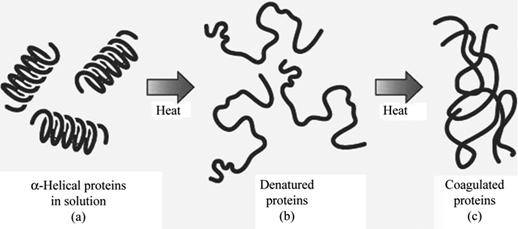 Heat
Heat
α-Helical proteins
in solution
(a)
Denatured
proteins
(b)
Coagulated
proteins
(c)